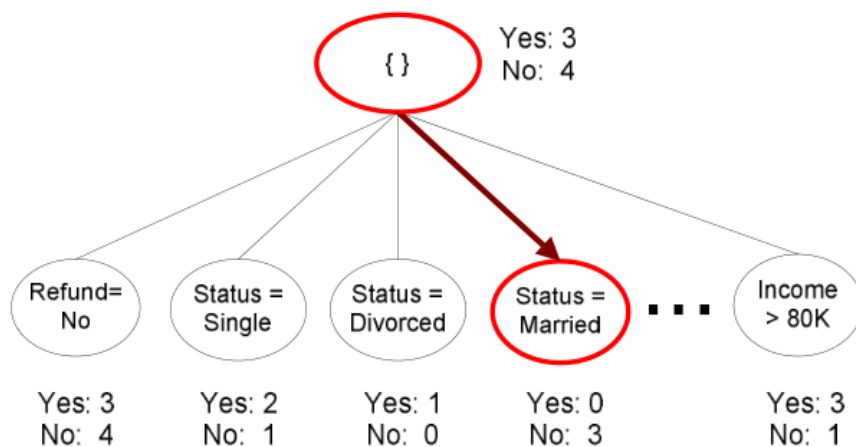 { }
Yes: 3
No: 4
Refund=
No
Status =
Single
Status =
Divorced
Status =
Married
...
Income
> 80K
Yes: 3
No: 4
Yes: 2
No: 1
Yes: 1
No: 0
Yes: 0
No: 3
Yes: 3
No: 1